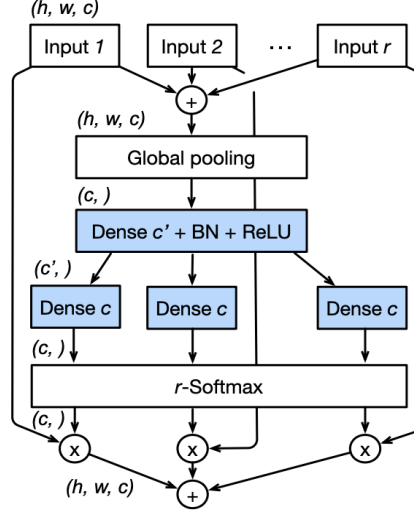 (h, w, c)
Input 1 Input 2 ... Input r
+
(h, w, c)
Global pooling
(c, )
Dense c' + BN + ReLU
(c', )
Dense c Dense c Dense c
(c, )
r-Softmax
(c, )
x x x
(h, w, c)
+